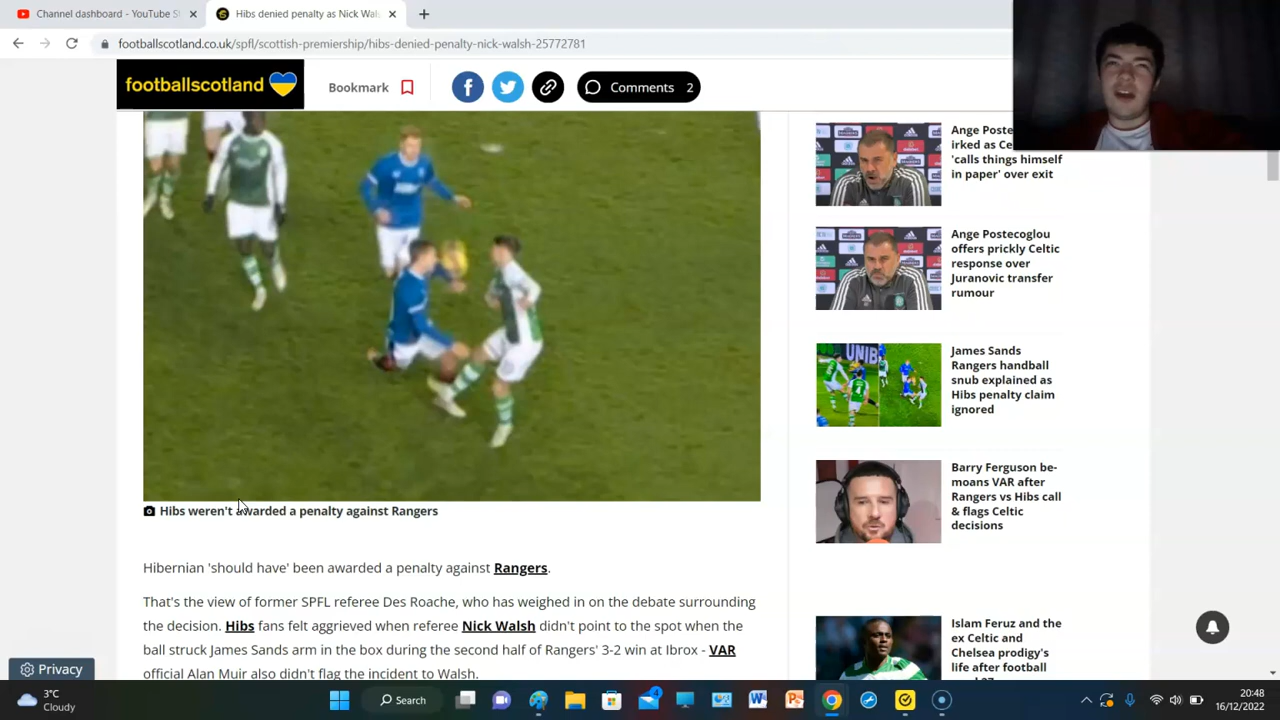 Channel dashboard - YouTube St
Hibs denied penalty as Nick Wals
footballscotland.co.uk/spfl/scottish-premiership/hibs-denied-penalty-nick-walsh-25772781
footballscotland
Bookmark
Comments 2
Hibs weren't awarded a penalty against Rangers
Hibernian 'should have' been awarded a penalty against Rangers.
That's the view of former SPFL referee Des Roache, who has weighed in on the debate surrounding
the decision. Hibs fans felt aggrieved when referee Nick Walsh didn't point to the spot when the
ball struck James Sands arm in the box during the second half of Rangers' 3-2 win at Ibrox - VAR
official Alan Muir also didn't flag the incident to Walsh.
Ange Poste
irked as Ce
'calls things himself
in paper' over exit
Ange Postecoglou
offers prickly Celtic
response over
Juranovic transfer
rumour
UNIB
James Sands
Rangers handball
snub explained as
Hibs penalty claim
ignored
Barry Ferguson be-
moans VAR after
Rangers vs Hibs call
& flags Celtic
decisions
Islam Feruz and the
ex Celtic and
Chelsea prodigy's
life after football
Privacy
3°C
Cloudy
Search
20:48
16/12/2022